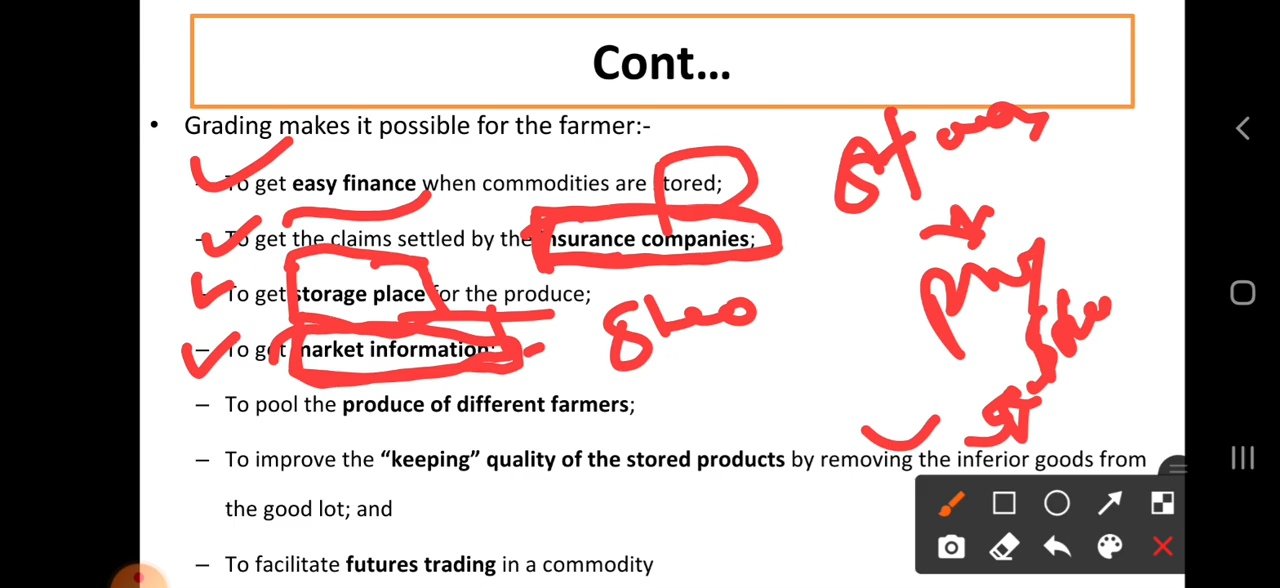 Cont...
• Grading makes it possible for the farmer:-
– To get easy finance when commodities are stored;
– To get the claims settled by the insurance companies;
– To get storage place for the produce;
– To get market information;
– To pool the produce of different farmers;
– To improve the “keeping” quality of the stored products by removing the inferior goods from
the good lot; and
– To facilitate futures trading in a commodity